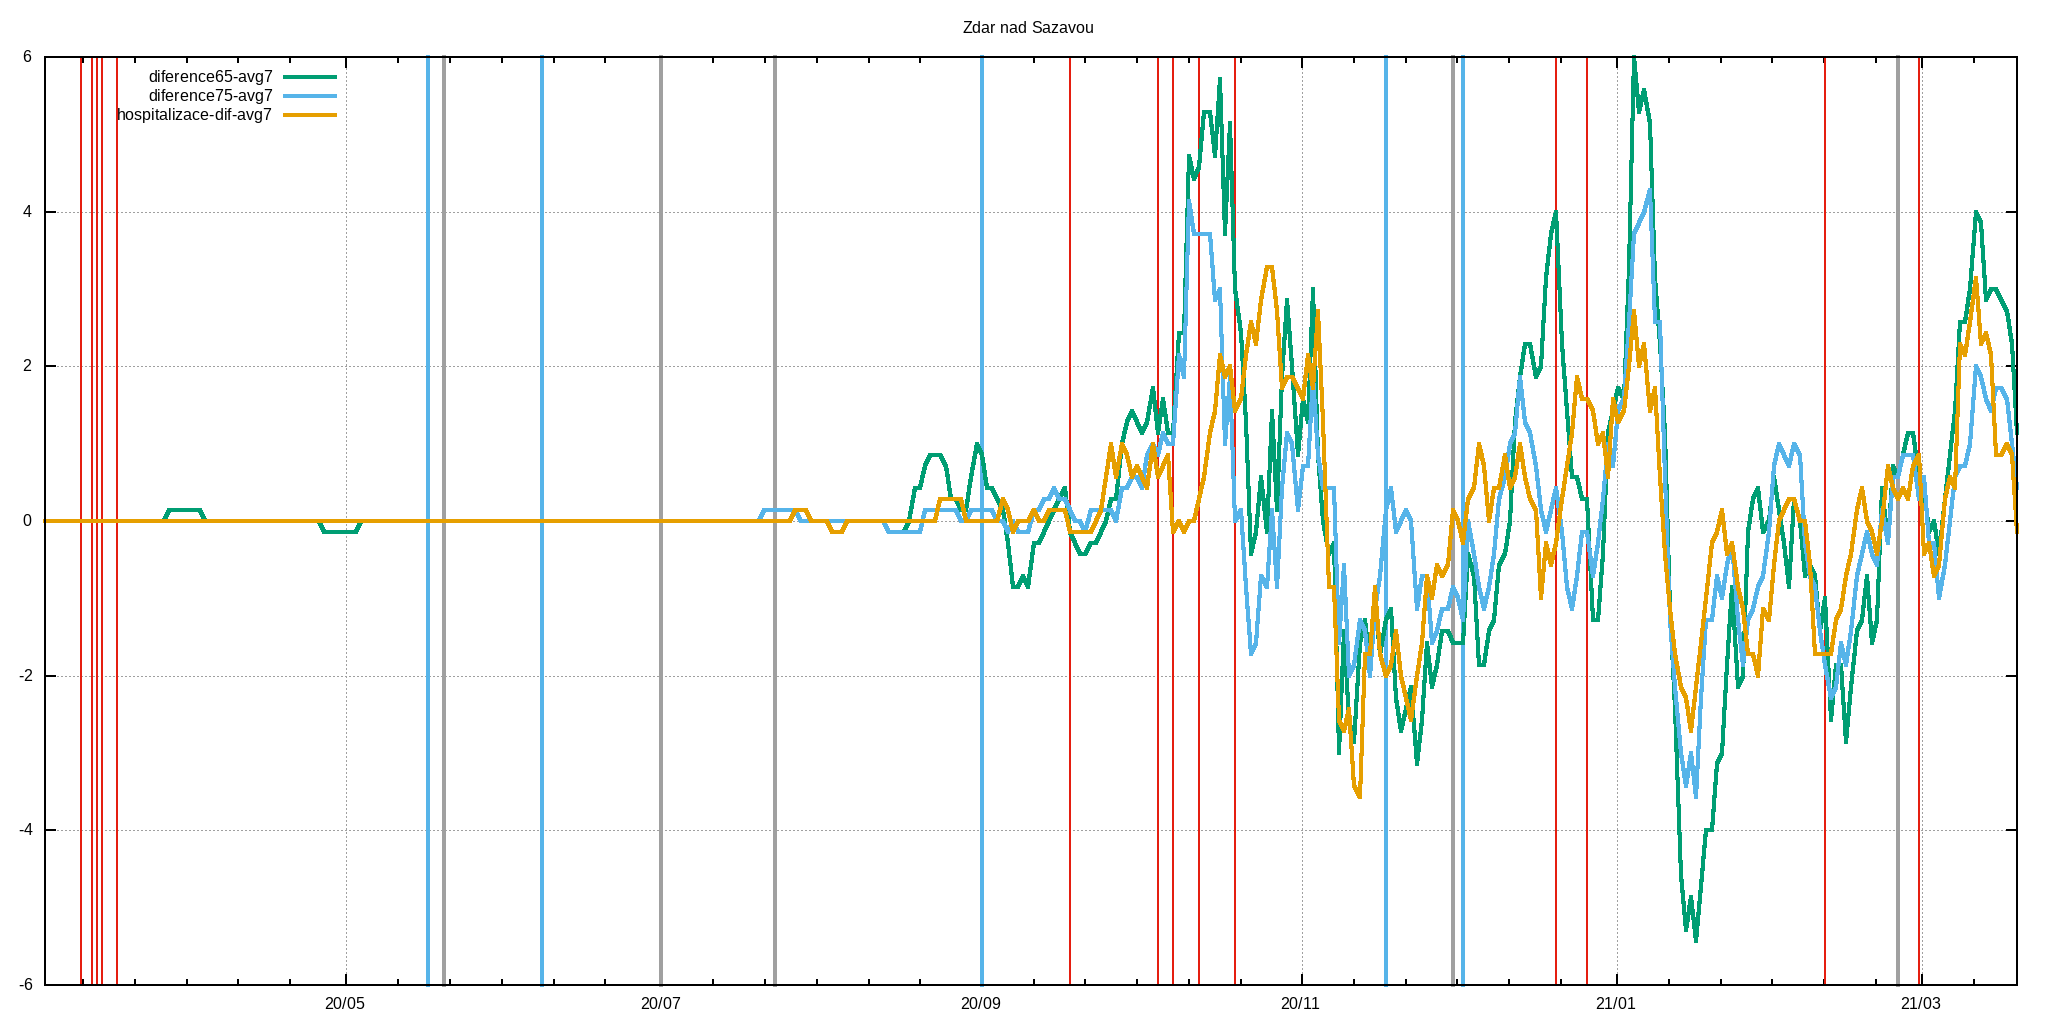 Zdar nad Sazavou
6
diference65-avg7
diference75-avg7
hospitalizace-dif-avg7
4
2
0
-2
-4
-6
20/05 20/07 20/09 20/11 21/01 21/03